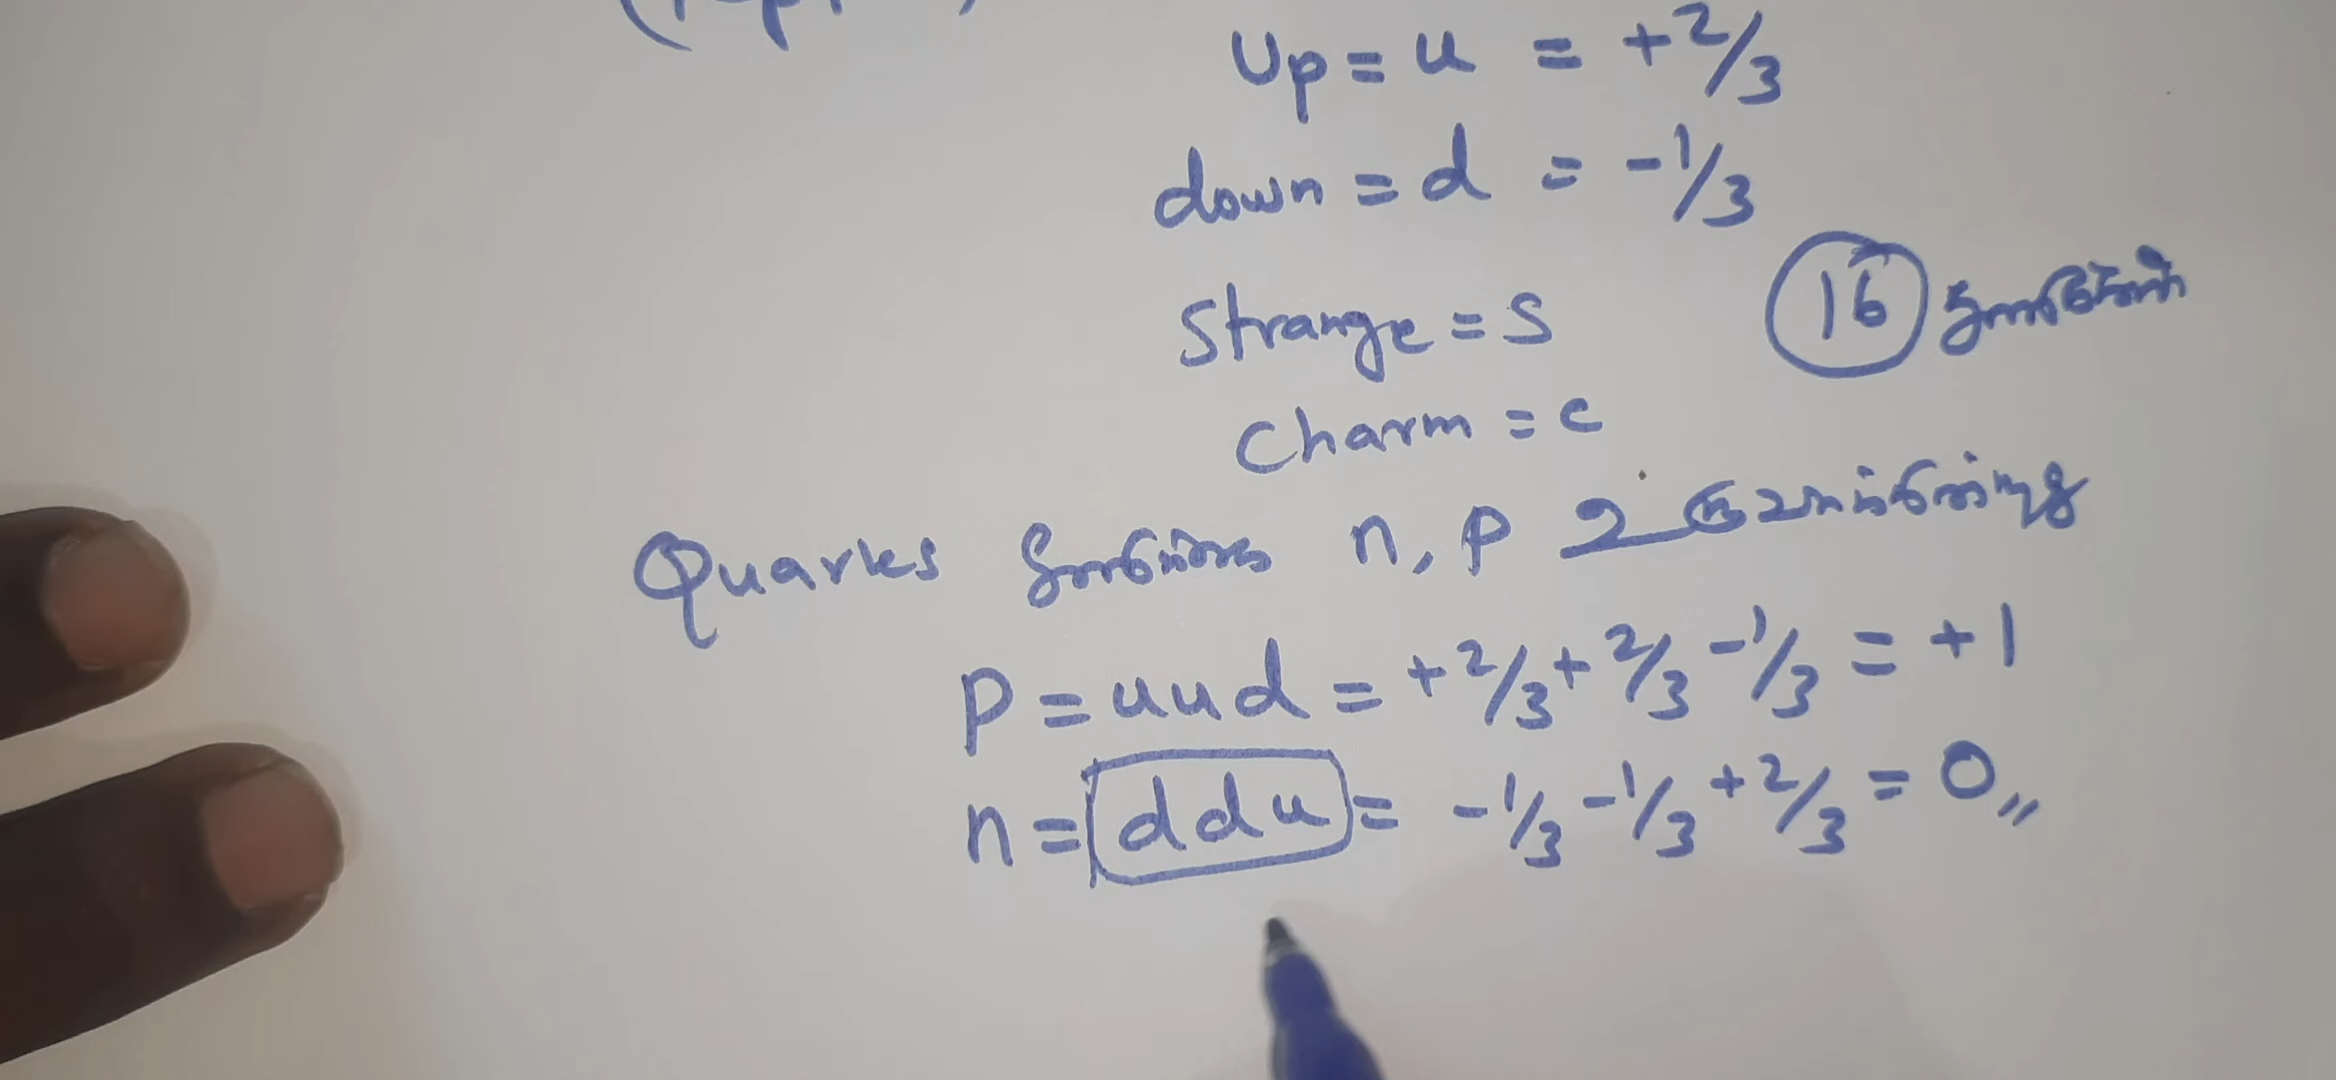 Up = u = +2/3
down = d = -1/3
Strange = S
Charm = c
16
Quarks n, p
P = uud = +2/3 + 2/3 - 1/3 = +1
n = ddu = -1/3 - 1/3 + 2/3 = 0,,